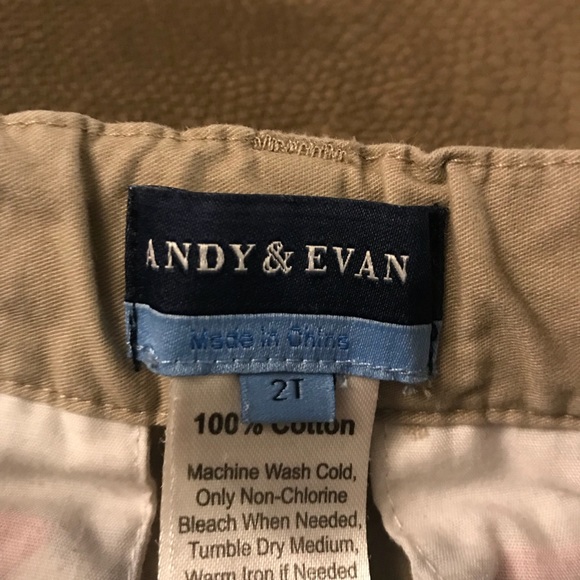 ANDY & EVAN
Made in China
2T
100% Cotton
Machine Wash Cold,
Only Non-Chlorine
Bleach When Needed,
Tumble Dry Medium,
Warm Iron if Needed